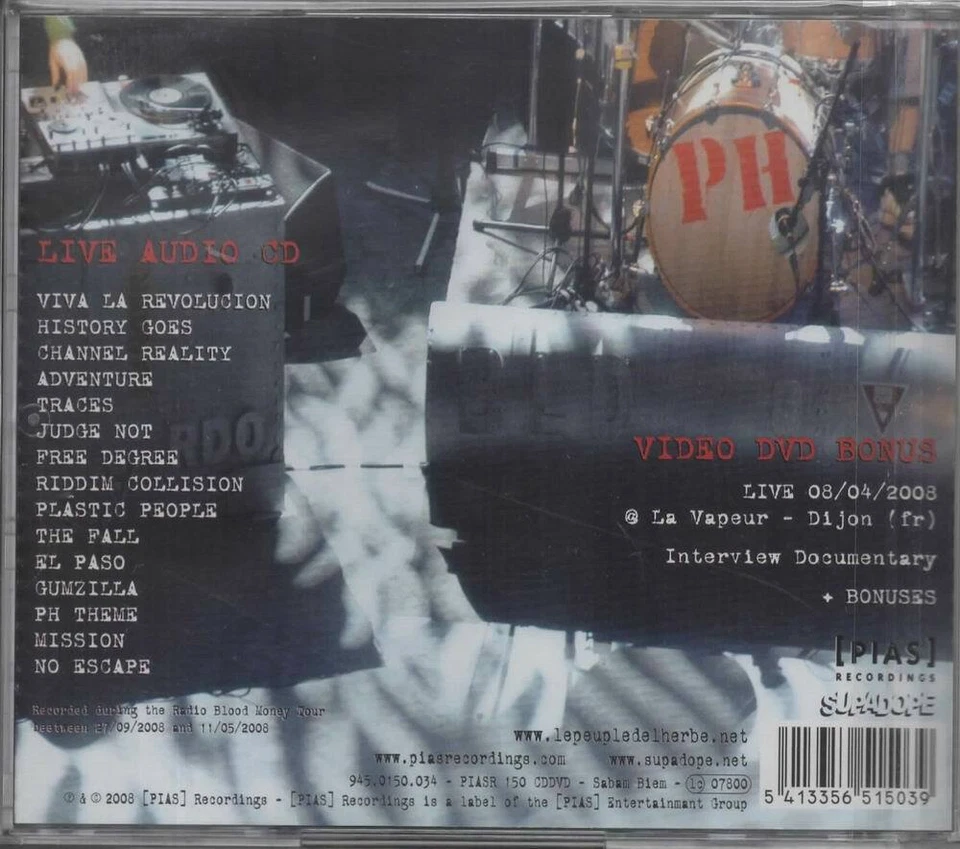 PH
LIVE AUDIO CD
VIVA LA REVOLUCION
HISTORY GOES
CHANNEL REALITY
ADVENTURE
TRACES
JUDGE NOT
FREE DEGREE
RIDDIM COLLISION
PLASTIC PEOPLE
THE FALL
EL PASO
GUMZILLA
PH THEME
MISSION
NO ESCAPE
Recorded during the Radio Blood Money Tour
beetween 27/09/2008 and 11/05/2008
VIDEO DVD BONUS
LIVE 08/04/2008
@ La Vapeur - Dijon (fr)
Interview Documentary
+ BONUSES
[PIAS]
RECORDINGS
SUPADOPE
www.lepeupledelherbe.net
www.piasrecordings.com www.supadope.net
945.0150.034 - PIASR 150 CDDVD - Sabam Biem - LC 07800
℗ & © 2008 [PIAS] Recordings - [PIAS] Recordings is a label of the [PIAS] Entertainment Group
5 413356 515039